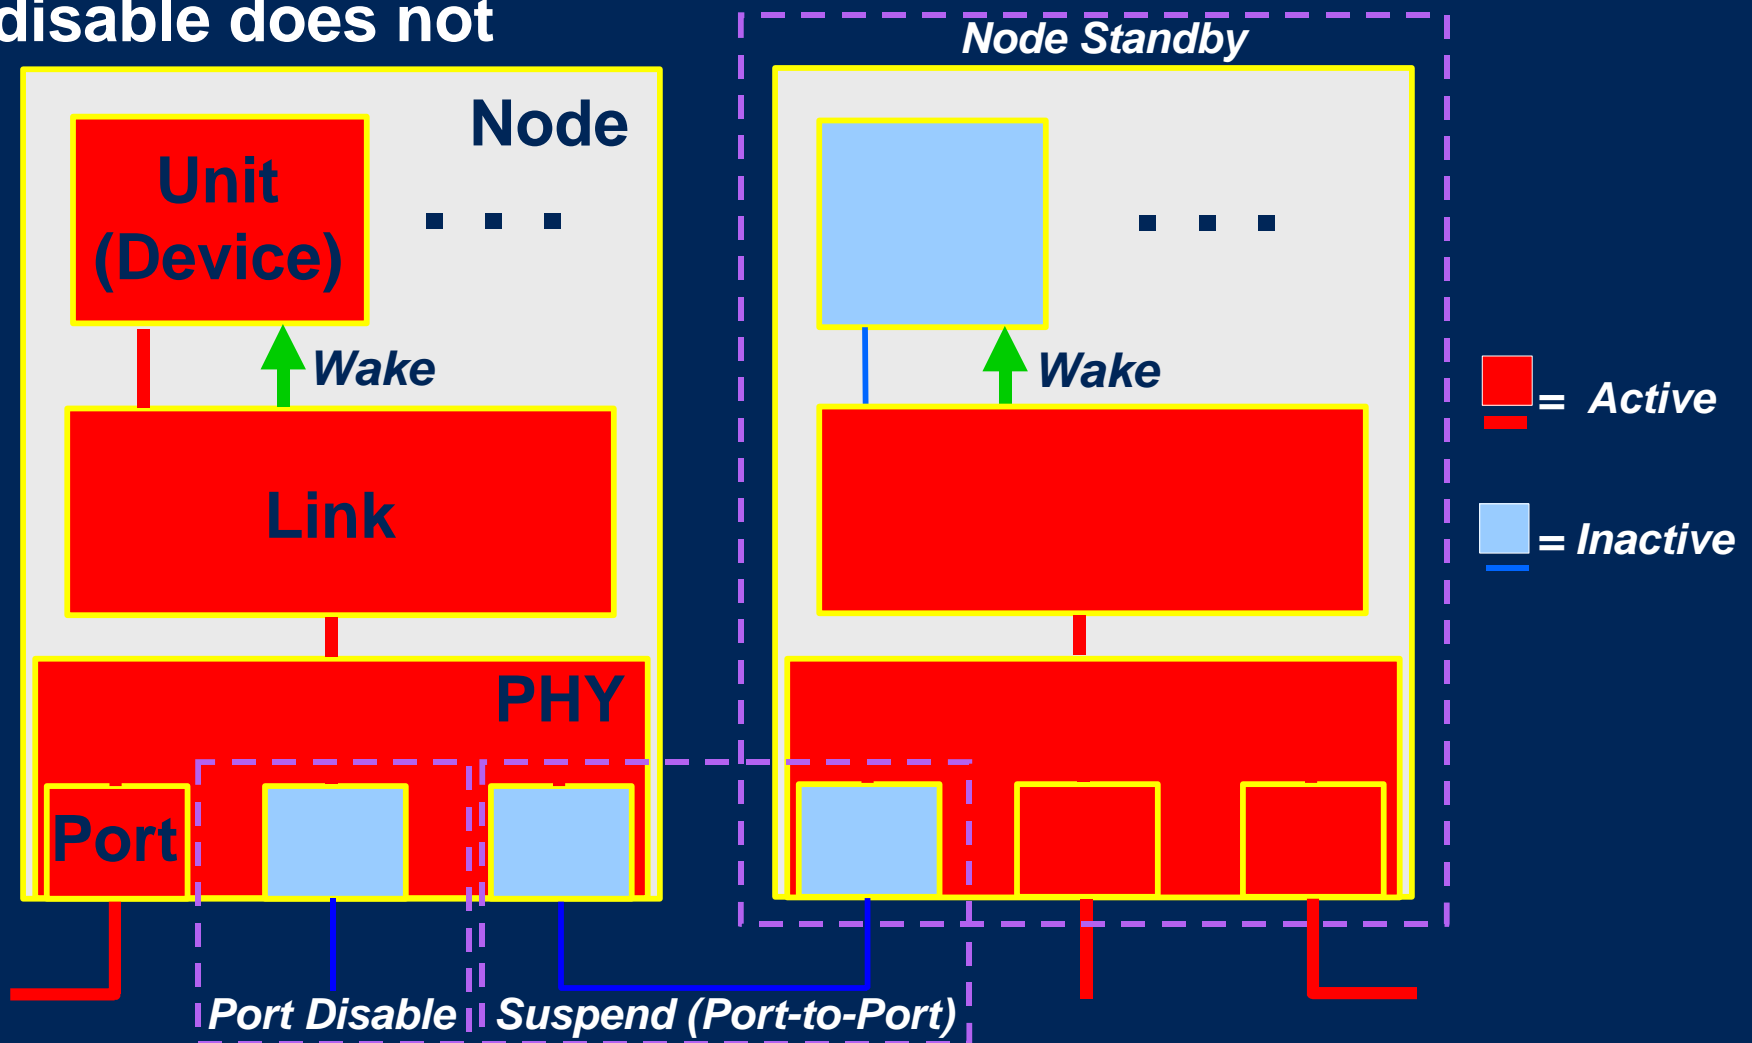 disable does not
Node Standby
Node
Unit
(Device)
. . .
. . .
Wake
Wake
= Active
Link
= Inactive
PHY
Port
Port Disable
Suspend (Port-to-Port)